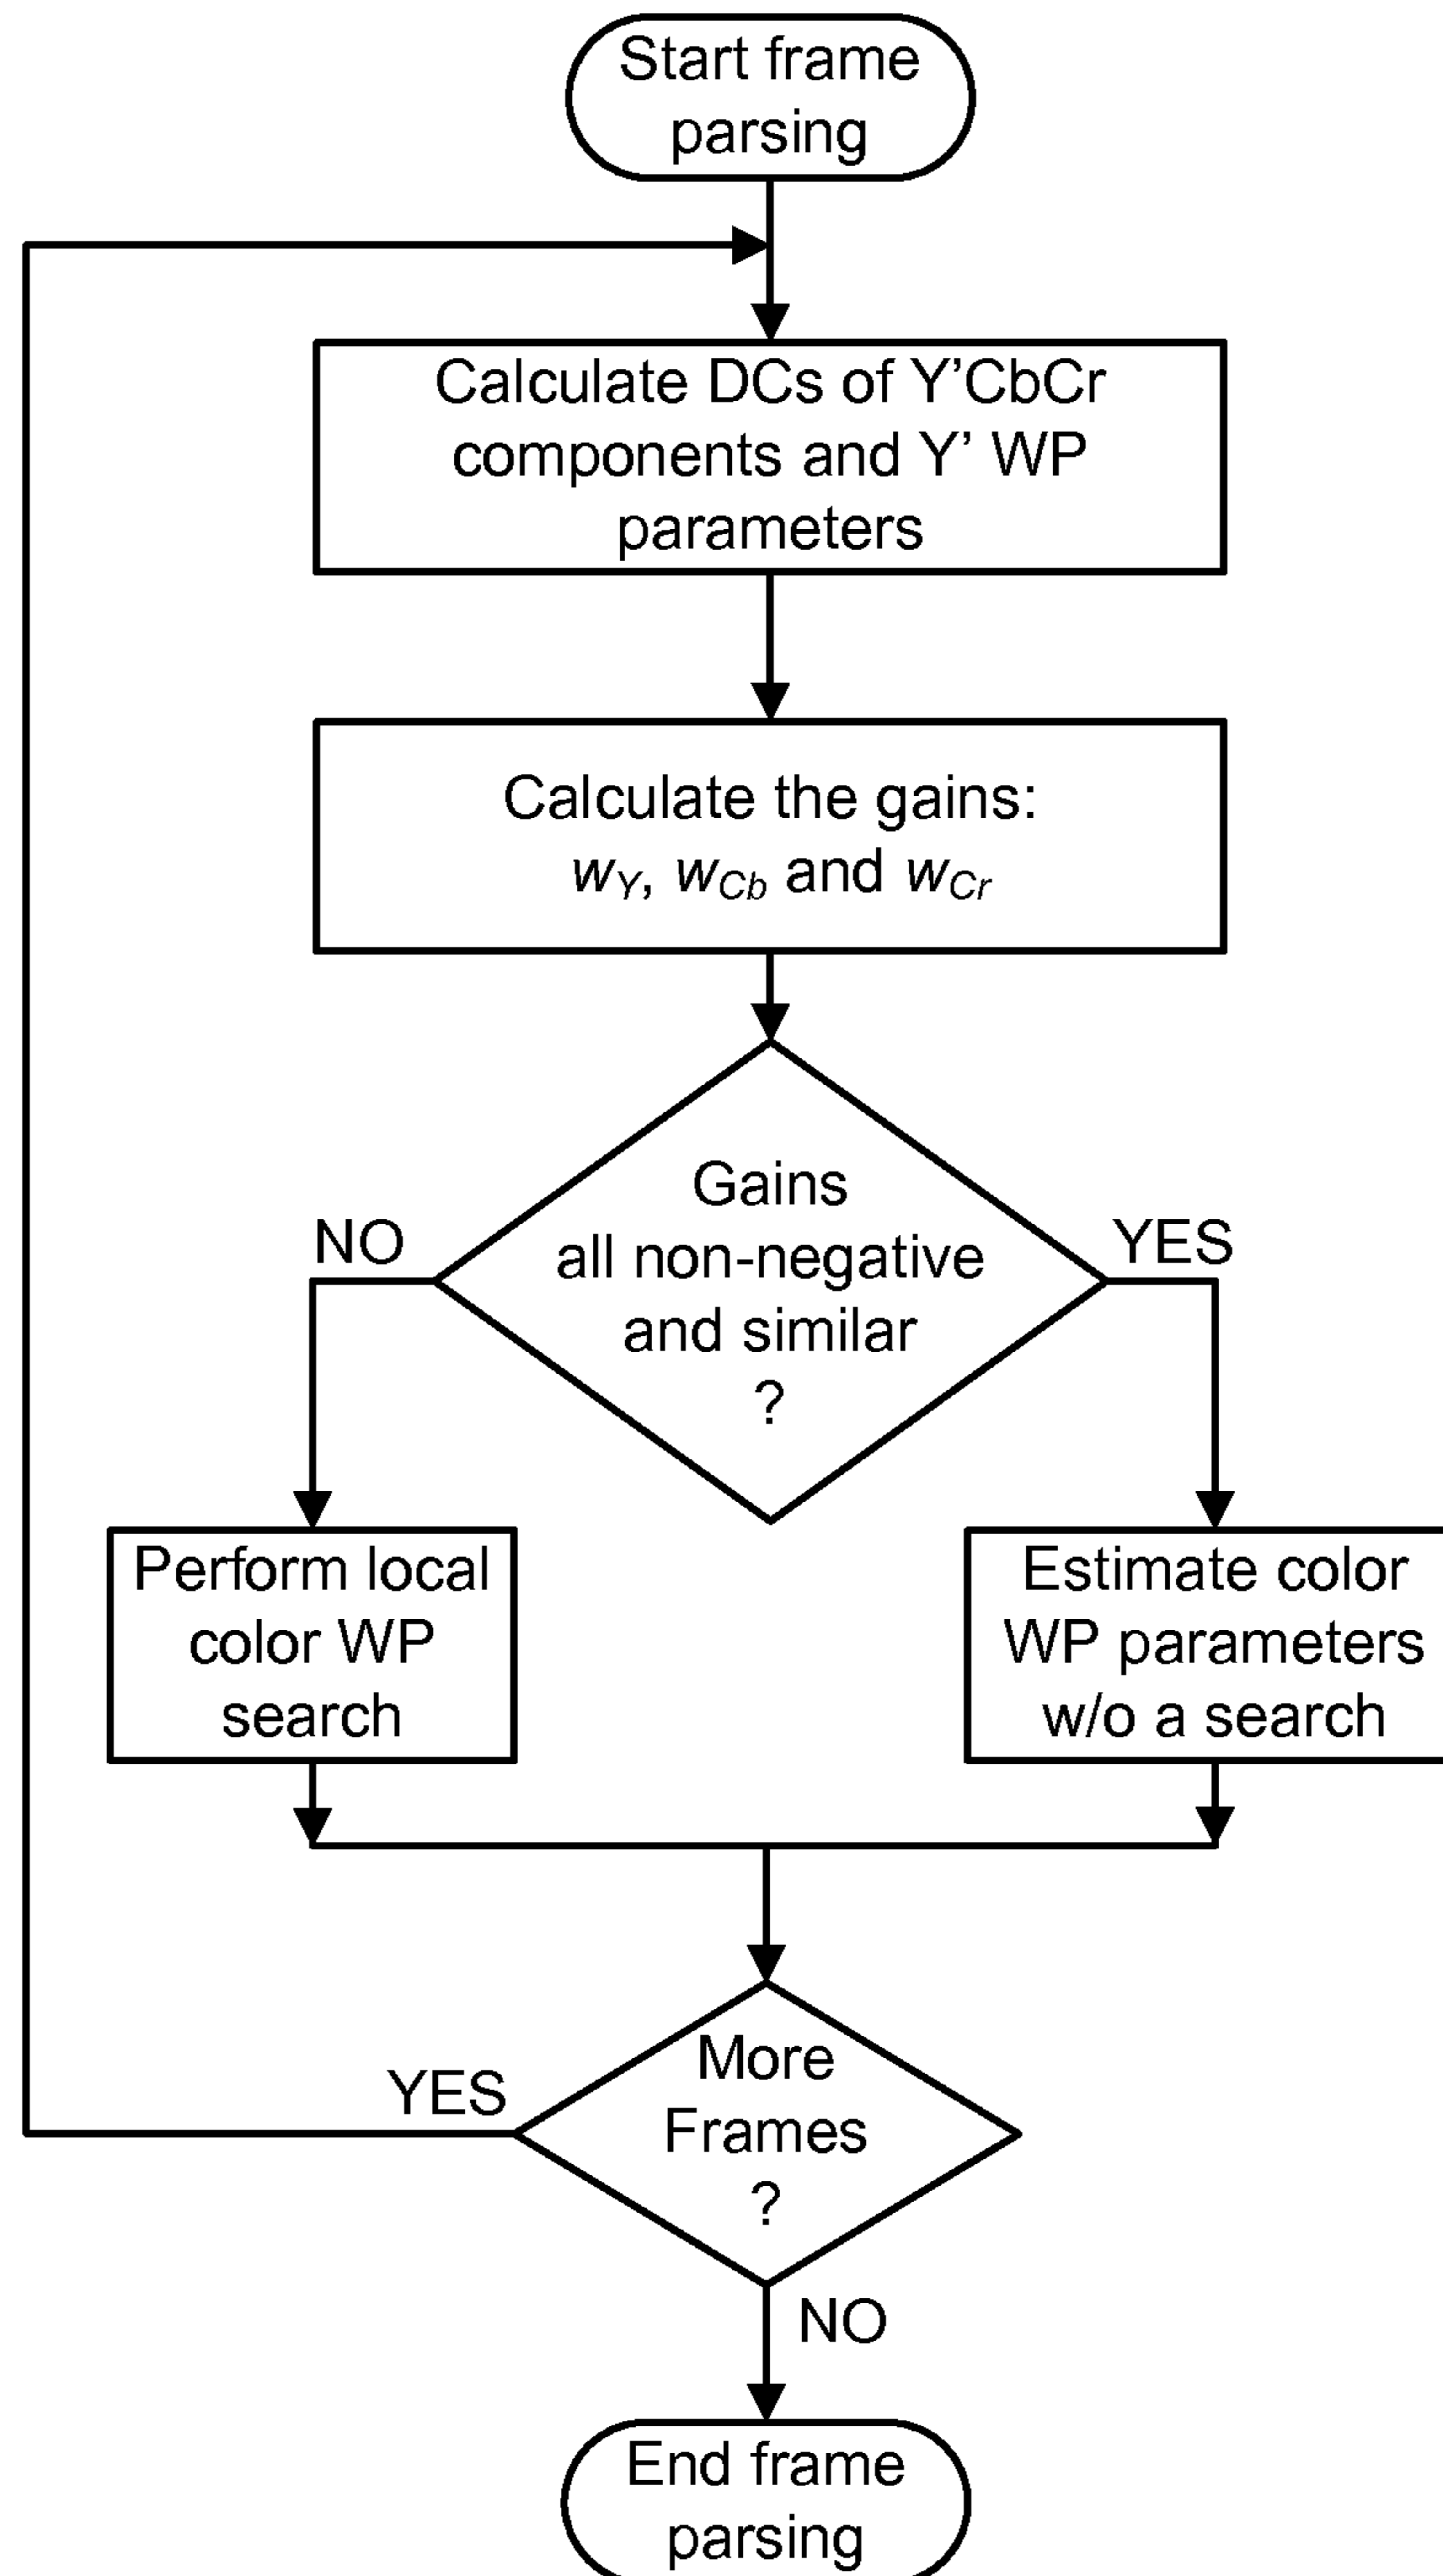 Start frame
parsing
Calculate DCs of Y’CbCr
components and Y’ WP
parameters
Calculate the gains:
wY, wCb and wCr
Gains
all non-negative
and similar
?
NO
YES
Perform local
color WP
search
Estimate color
WP parameters
w/o a search
More
Frames
?
YES
NO
End frame
parsing